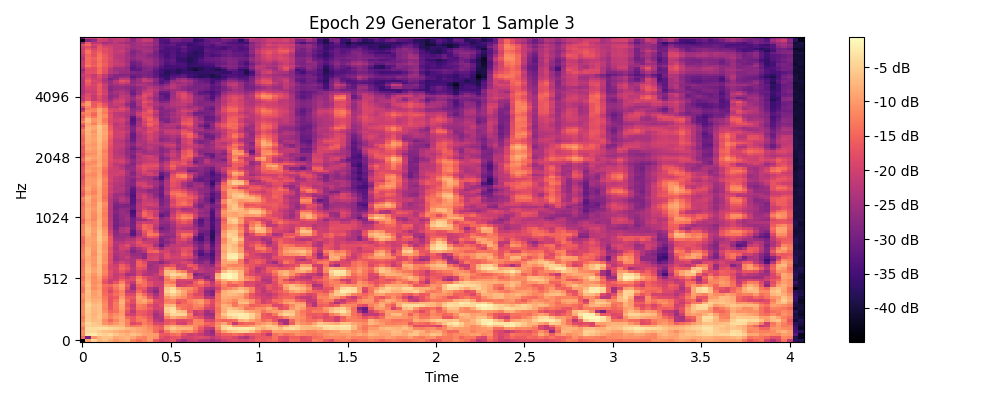 Epoch 29 Generator 1 Sample 3
Hz
4096
2048
1024
512
0
0 0.5 1 1.5 2 2.5 3 3.5 4
Time
-5 dB
-10 dB
-15 dB
-20 dB
-25 dB
-30 dB
-35 dB
-40 dB